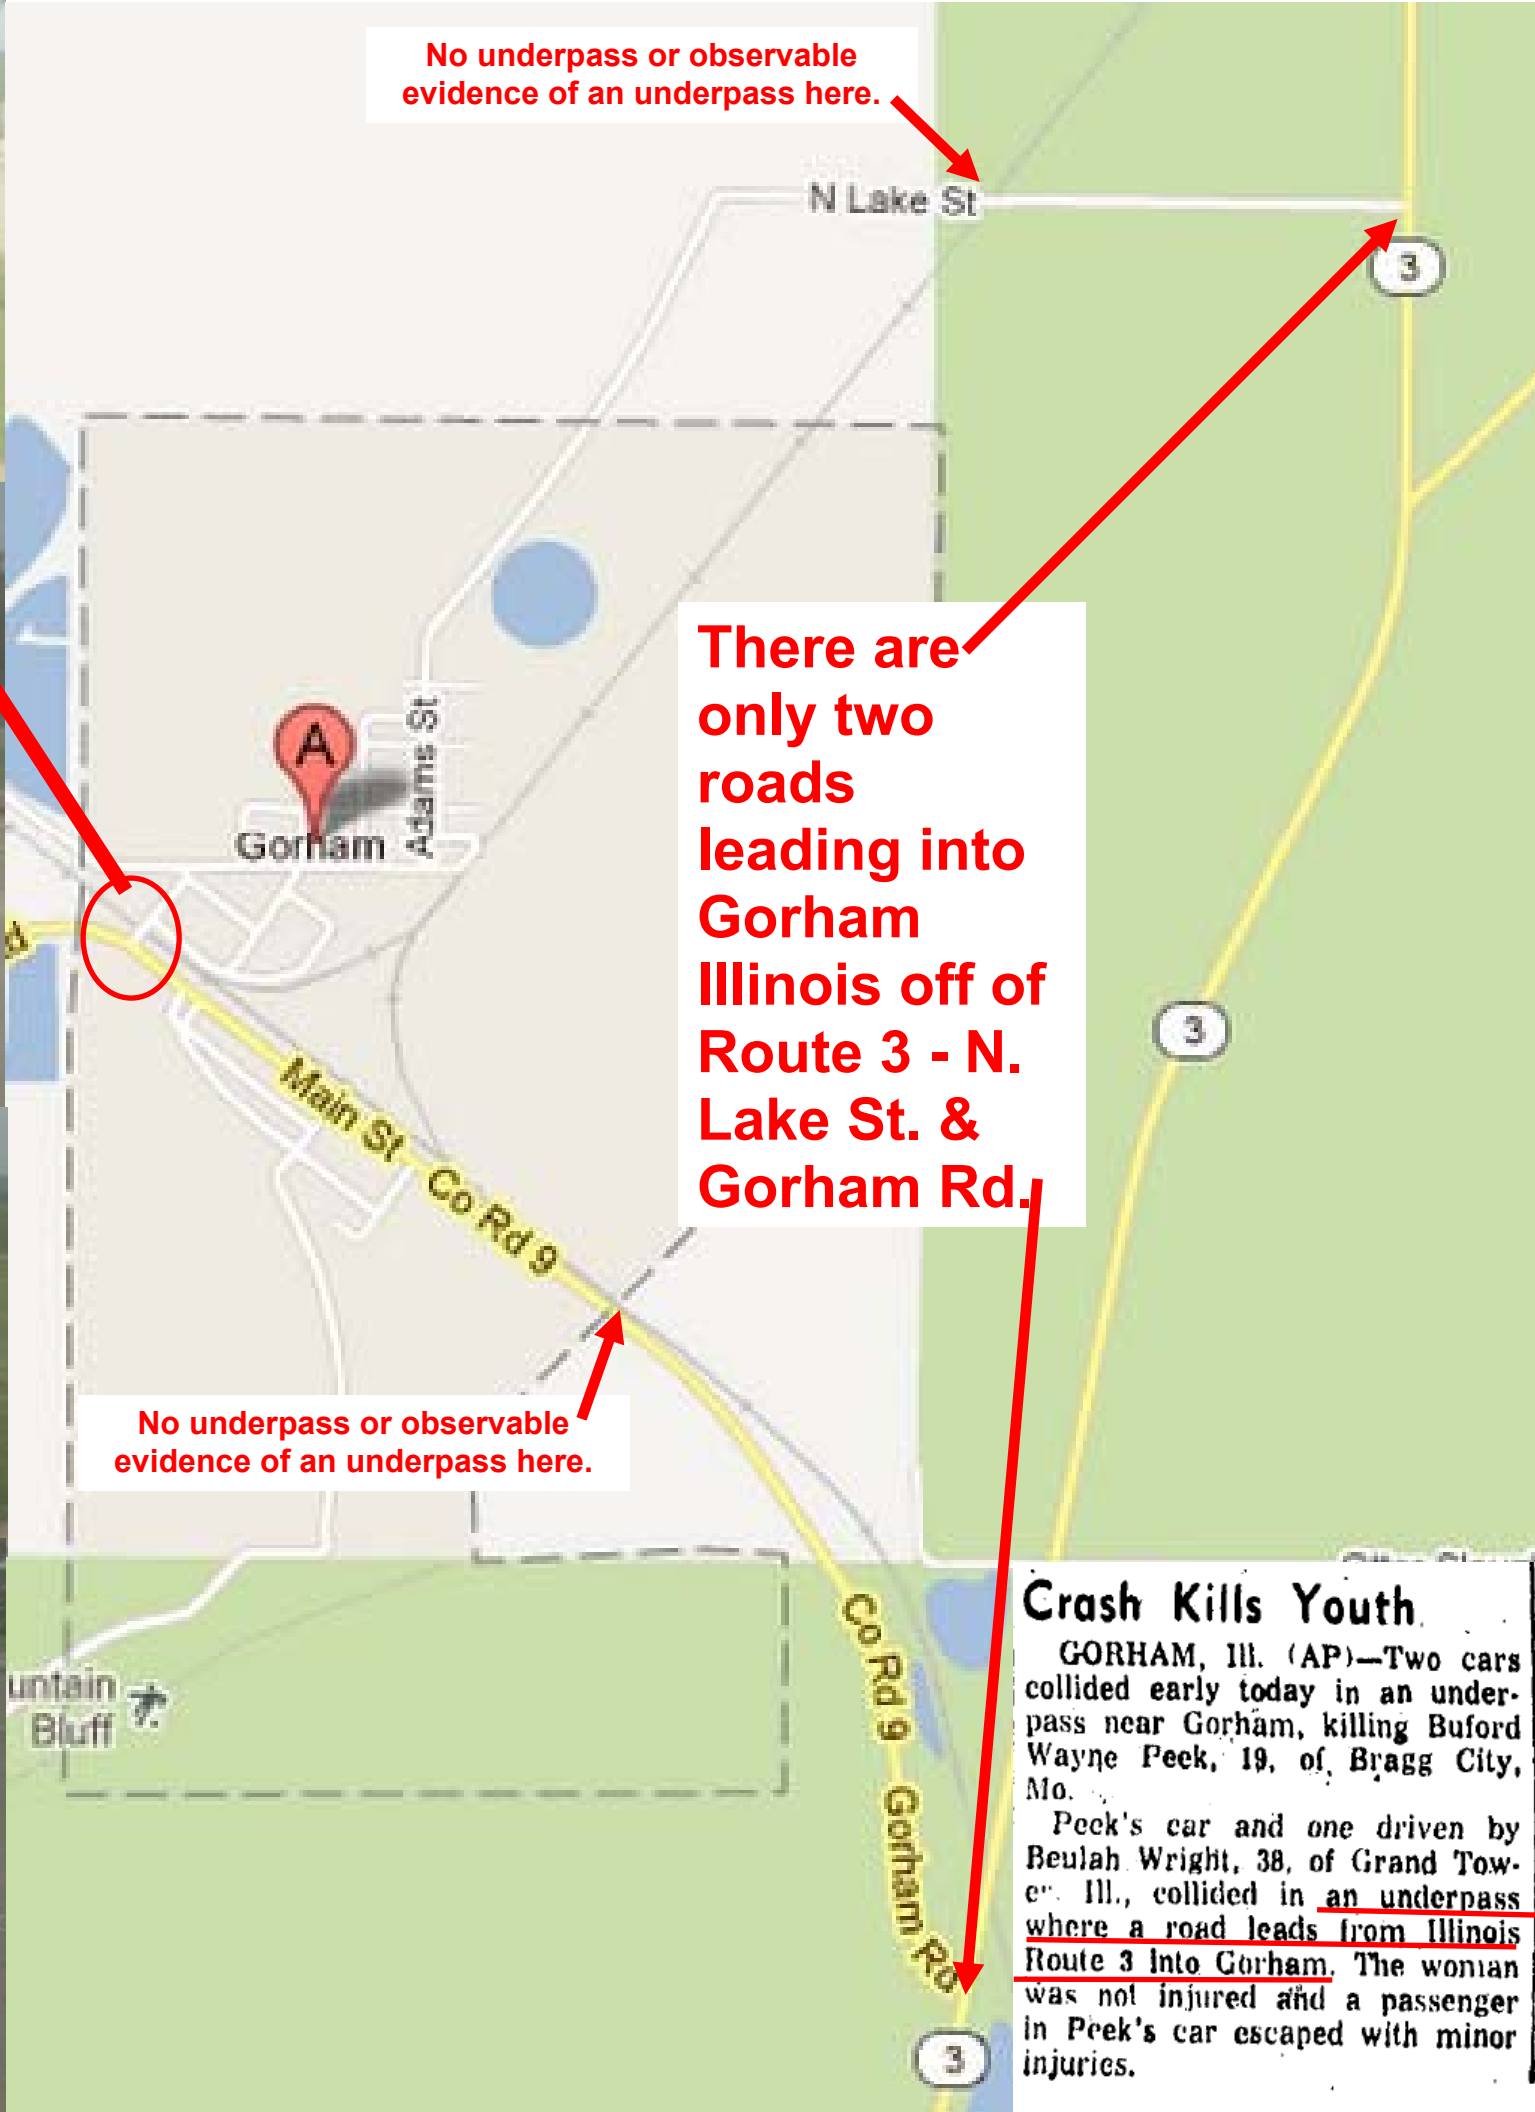 No underpass or observable
evidence of an underpass here.
N Lake St
3
There are
only two
roads
leading into
Gorham
Illinois off of
Route 3 - N.
Lake St. &
Gorham Rd.
A
Gorham
Adams St
d
3
Main St
Co Rd 9
No underpass or observable
evidence of an underpass here.
untain
Bluff
Co Rd 9
Gorham Rd
3
Crash Kills Youth
GORHAM, Ill. (AP)—Two cars
collided early today in an under-
pass near Gorham, killing Buford
Wayne Peek, 19, of Bragg City,
Mo.
Peek's car and one driven by
Beulah Wright, 38, of Grand Tow-
er, Ill., collided in an underpass
where a road leads from Illinois
Route 3 into Gorham. The woman
was not injured and a passenger
in Peek's car escaped with minor
injuries.